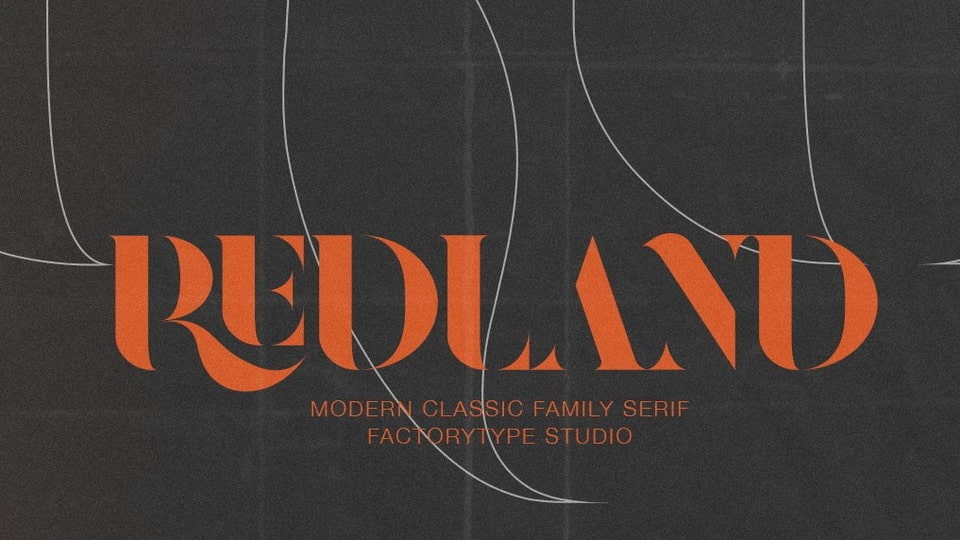 REDLAND
MODERN CLASSIC FAMILY SERIF
FACTORYTYPE STUDIO